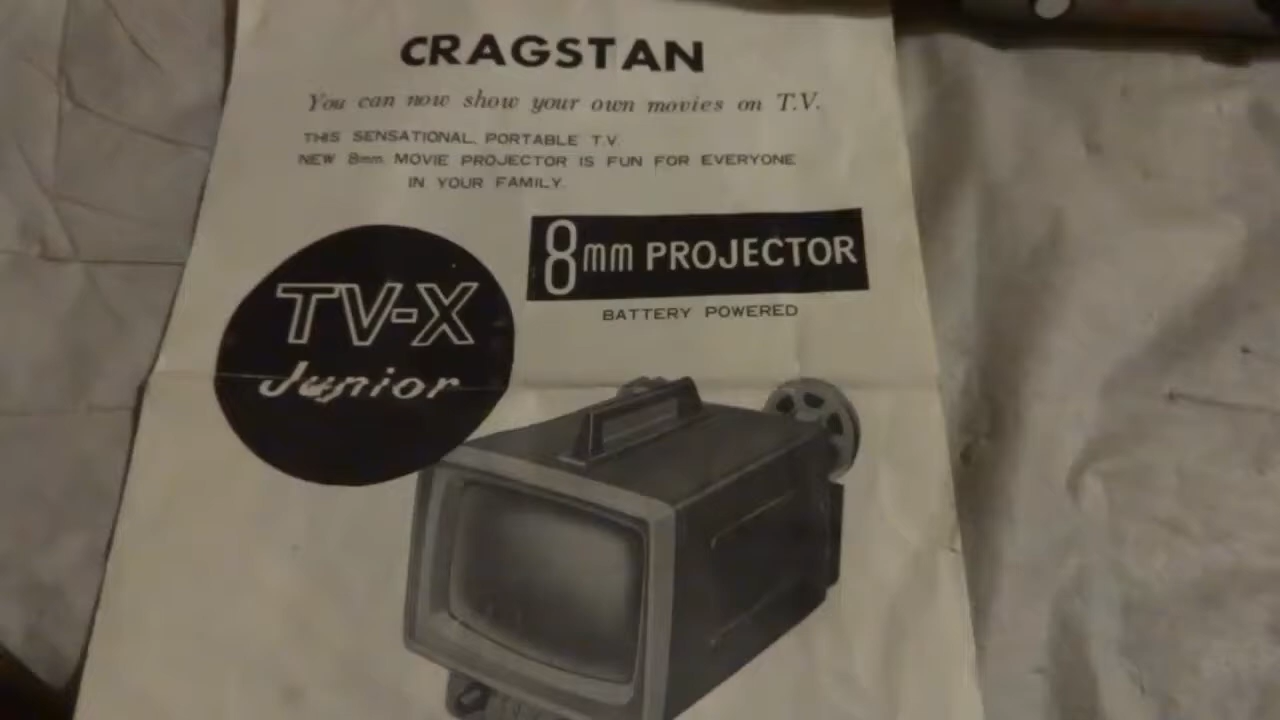 CRAGSTAN
You can now show your own movies on T.V.
THIS SENSATIONAL, PORTABLE T.V.
NEW 8mm. MOVIE PROJECTOR IS FUN FOR EVERYONE
IN YOUR FAMILY.
8mm PROJECTOR
BATTERY POWERED
TV-X
Junior